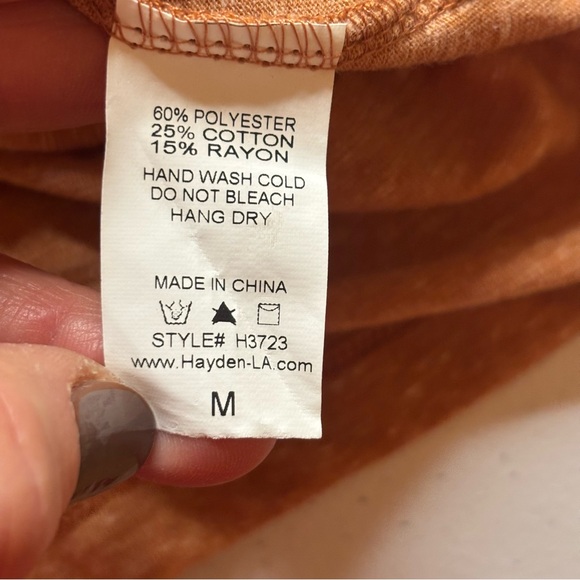 60% POLYESTER
25% COTTON
15% RAYON
HAND WASH COLD
DO NOT BLEACH
HANG DRY
MADE IN CHINA
STYLE# H3723
www.Hayden-LA.com
M